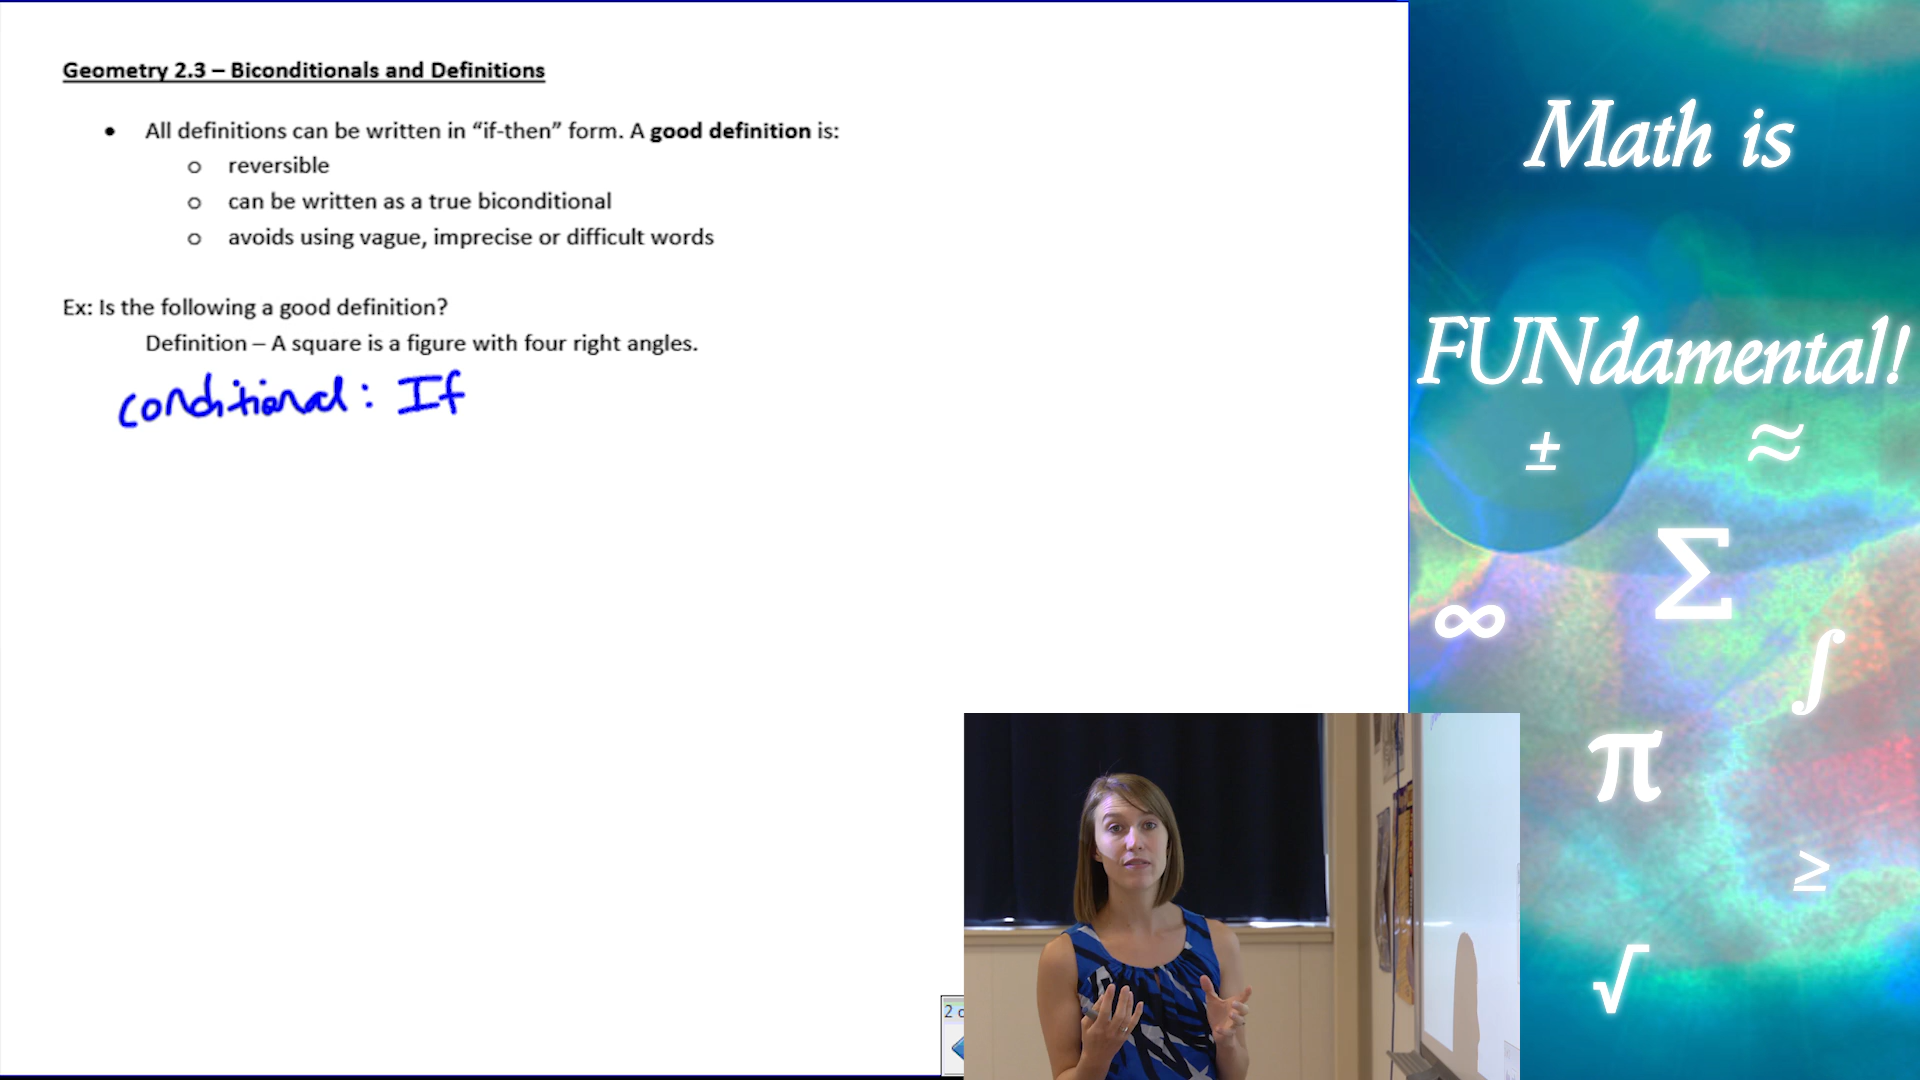 Geometry 2.3 – Biconditionals and Definitions
• All definitions can be written in “if-then” form. A good definition is:
o reversible
o can be written as a true biconditional
o avoids using vague, imprecise or difficult words
Ex: Is the following a good definition?
Definition – A square is a figure with four right angles.
conditional: If
Math is
FUNdamental!
± ≈
Σ
∞
∫
π
≥
√